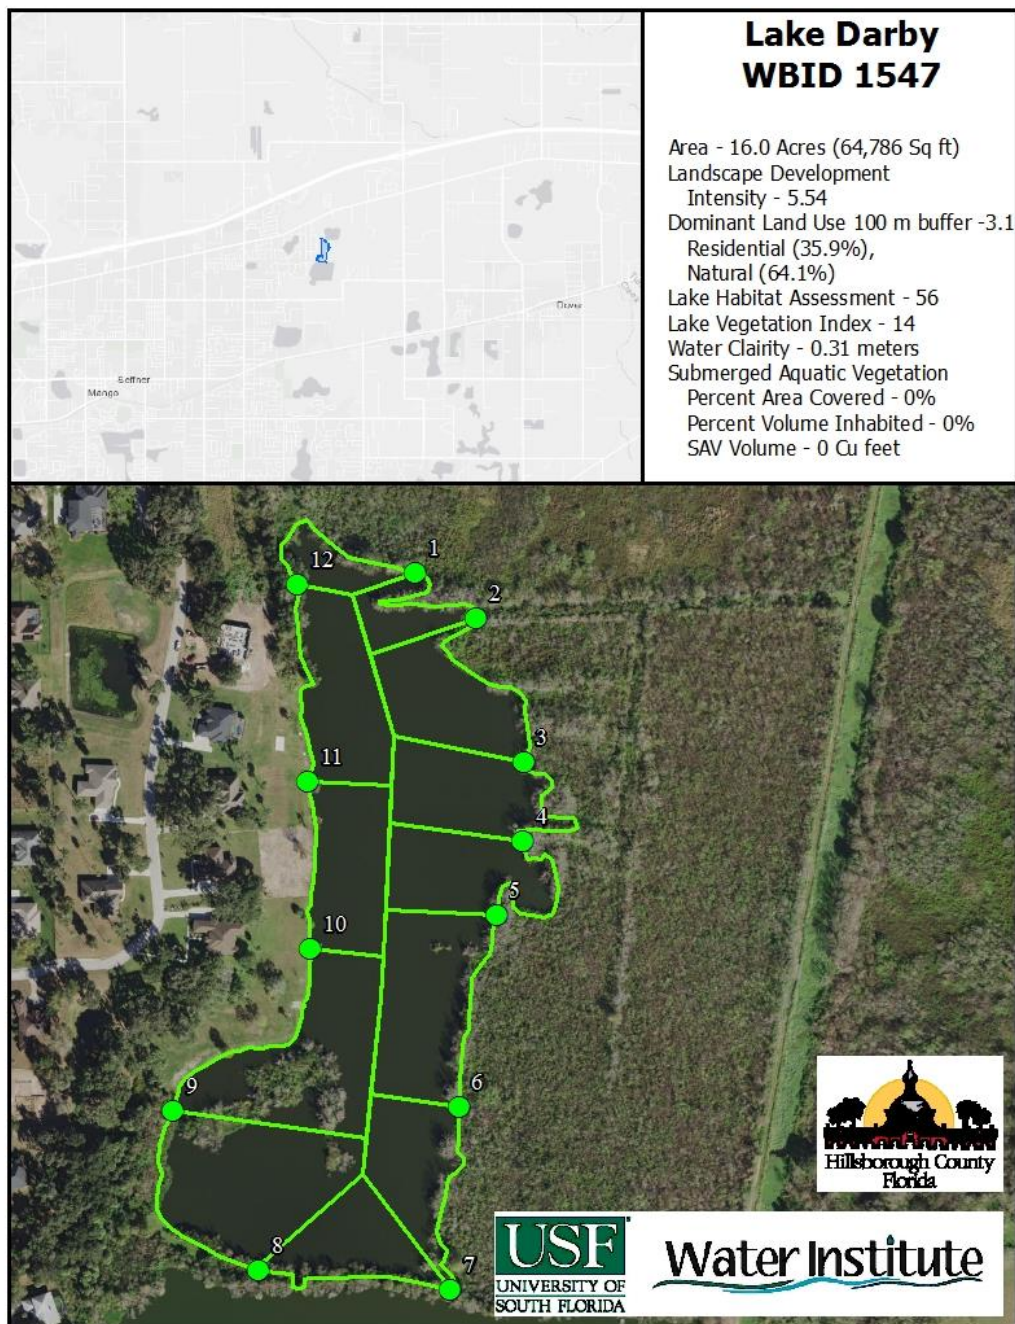 Lake Darby
WBID 1547
Area - 16.0 Acres (64,786 Sq ft)
Landscape Development
Intensity - 5.54
Dominant Land Use 100 m buffer -3.1
Residential (35.9%),
Natural (64.1%)
Lake Habitat Assessment - 56
Lake Vegetation Index - 14
Water Clairity - 0.31 meters
Submerged Aquatic Vegetation
Percent Area Covered - 0%
Percent Volume Inhabited - 0%
SAV Volume - 0 Cu feet
Dover
Seffner
Mango
12
1
2
3
11
4
5
10
9
6
8
7
Hillsborough County
Florida
USF
UNIVERSITY OF
SOUTH FLORIDA
Water Institute